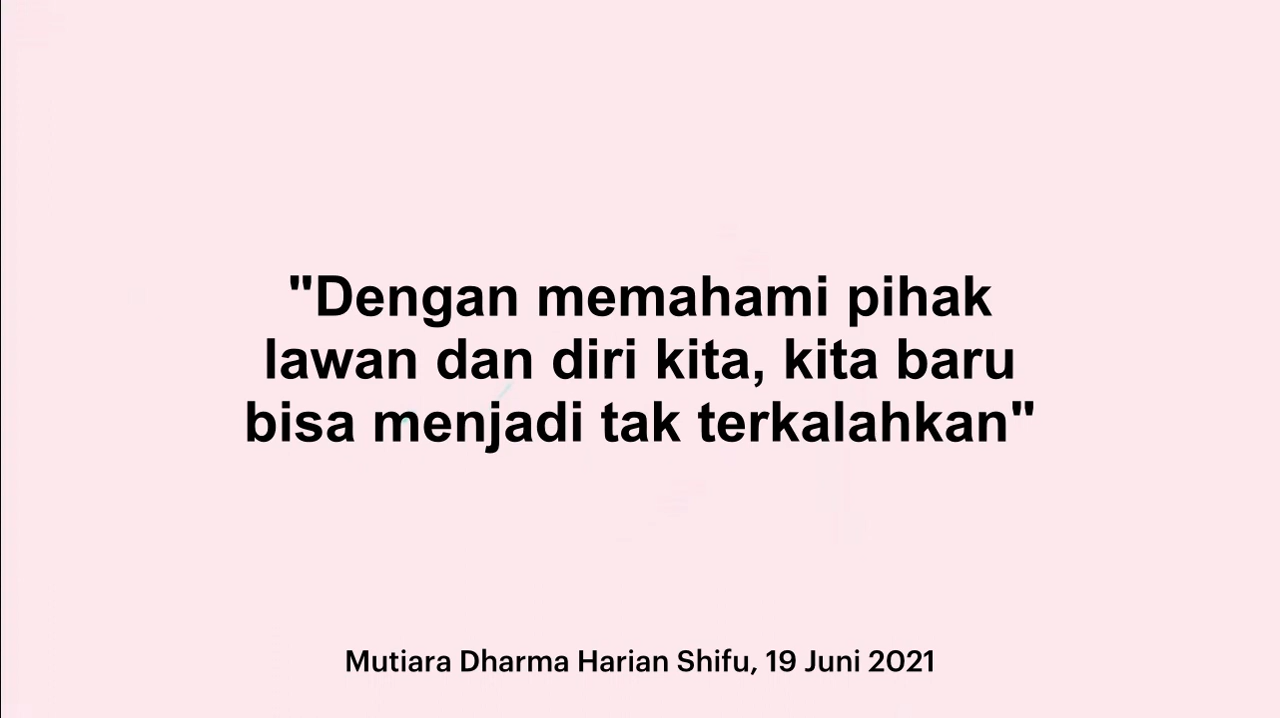 "Dengan memahami pihak
lawan dan diri kita, kita baru
bisa menjadi tak terkalahkan"
Mutiara Dharma Harian Shifu, 19 Juni 2021